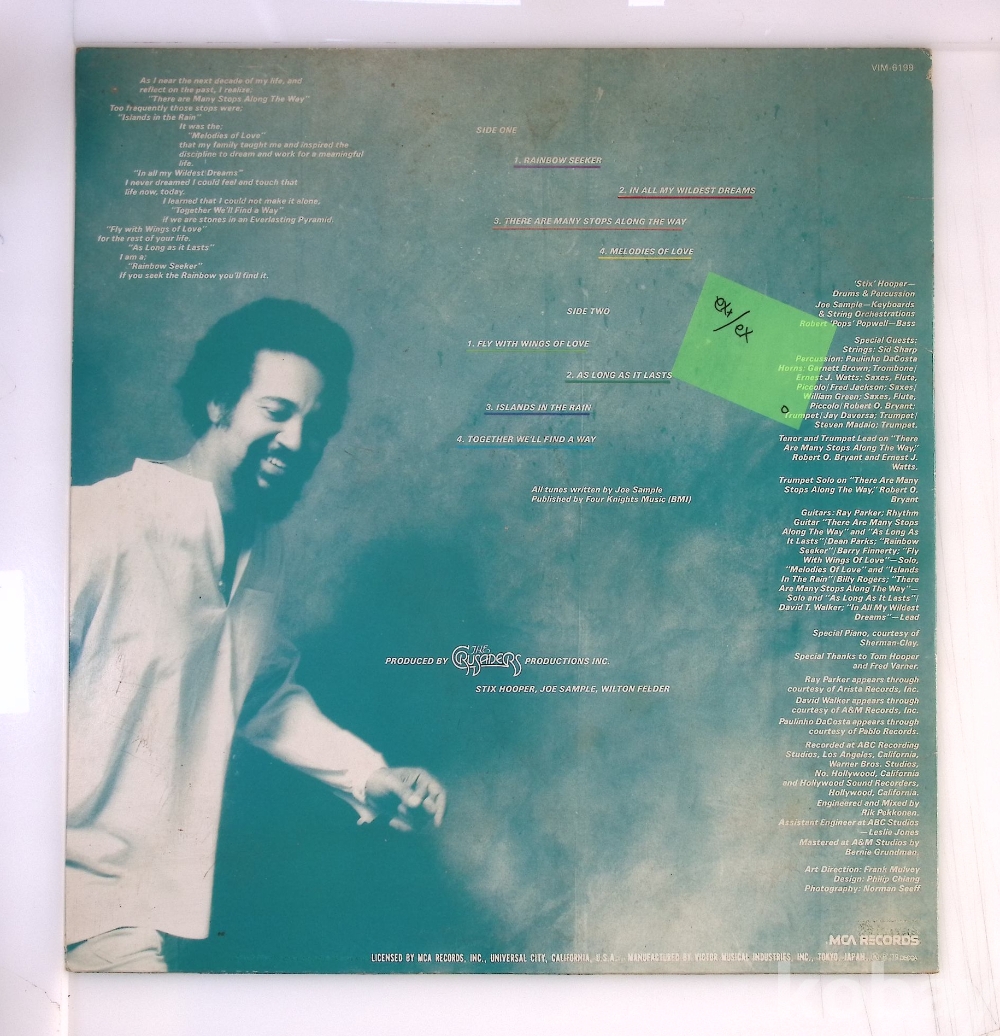 VIM-6199
As I near the next decade of my life, and
reflect on the past, I realize:
"There are Many Stops Along The Way"
Too frequently those stops were:
"Islands in the Rain"
It was the:
"Melodies of Love"
that my family taught me and inspired the
discipline to dream and work for a meaningful
life.
"In all my Wildest Dreams"
I never dreamed I could feel and touch that
life now, today.
I learned that I could not make it alone,
"Together We'll Find a Way"
if we are stones in an Everlasting Pyramid.
"Fly with Wings of Love"
for the rest of your life.
"As Long as it Lasts"
I am a:
"Rainbow Seeker"
If you seek the Rainbow you'll find it.
SIDE ONE
1. RAINBOW SEEKER
2. IN ALL MY WILDEST DREAMS
3. THERE ARE MANY STOPS ALONG THE WAY
4. MELODIES OF LOVE
SIDE TWO
1. FLY WITH WINGS OF LOVE
2. AS LONG AS IT LASTS
3. ISLANDS IN THE RAIN
4. TOGETHER WE'LL FIND A WAY
All tunes written by Joe Sample
Published by Four Knights Music (BMI)
PRODUCED BY THE CRUSADERS PRODUCTIONS INC.
STIX HOOPER, JOE SAMPLE, WILTON FELDER
ex+/ex
'Stix' Hooper—
Drums & Percussion
Joe Sample—Keyboards
& String Orchestrations
Robert 'Pops' Popwell—Bass
Special Guests:
Strings: Sid Sharp
Percussion: Paulinho DaCosta
Horns: Garnett Brown; Trombone/
Ernest J. Watts; Saxes, Flute,
Piccolo/Fred Jackson; Saxes/
William Green; Saxes, Flute,
Piccolo/Robert O. Bryant;
Trumpet/Jay Daversa; Trumpet/
Steven Madaio; Trumpet.
Tenor and Trumpet Lead on "There
Are Many Stops Along The Way,"
Robert O. Bryant and Ernest J.
Watts.
Trumpet Solo on "There Are Many
Stops Along The Way," Robert O.
Bryant
Guitars: Ray Parker; Rhythm
Guitar "There Are Many Stops
Along The Way" and "As Long As
It Lasts"/Dean Parks; "Rainbow
Seeker"/Barry Finnerty; "Fly
With Wings Of Love"—Solo,
"Melodies Of Love" and "Islands
In The Rain"/Billy Rogers; "There
Are Many Stops Along The Way"—
Solo and "As Long As It Lasts"/
David T. Walker; "In All My Wildest
Dreams"—Lead
Special Piano, courtesy of
Sherman-Clay.
Special Thanks to Tom Hooper
and Fred Varner.
Ray Parker appears through
courtesy of Arista Records, Inc.
David Walker appears through
courtesy of A&M Records, Inc.
Paulinho DaCosta appears through
courtesy of Pablo Records.
Recorded at ABC Recording
Studios, Los Angeles, California,
Warner Bros. Studios,
No. Hollywood, California
and Hollywood Sound Recorders,
Hollywood, California.
Engineered and Mixed by
Rik Pekkonen.
Assistant Engineer at ABC Studios
—Leslie Jones
Mastered at A&M Studios by
Bernie Grundman.
Art Direction: Frank Mulvey
Design: Philip Chiang
Photography: Norman Seeff
MCA RECORDS
LICENSED BY MCA RECORDS, INC., UNIVERSAL CITY, CALIFORNIA, U.S.A. MANUFACTURED BY VICTOR MUSICAL INDUSTRIES, INC., TOKYO, JAPAN